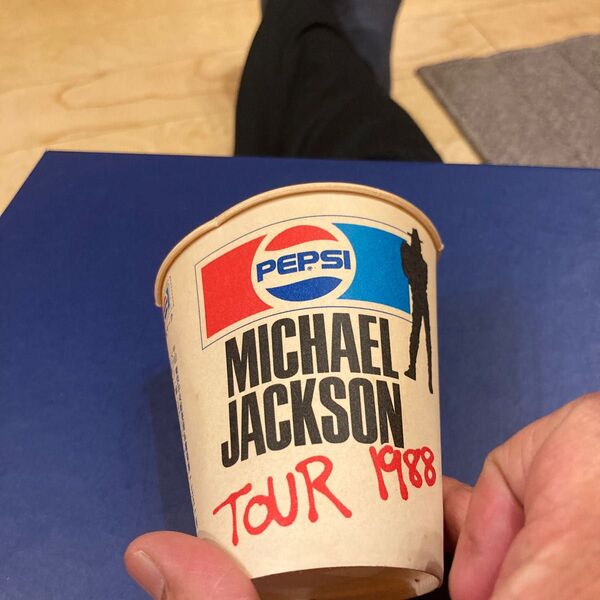 PEPSI
MICHAEL
JACKSON
TOUR 1988